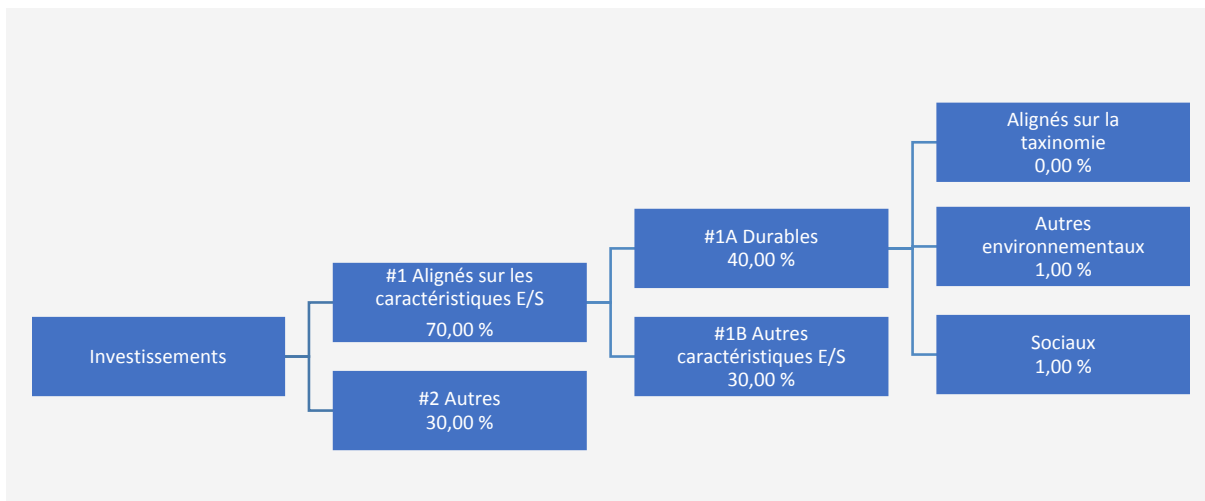 Investissements
#1 Alignés sur les
caractéristiques E/S
70,00 %
#2 Autres
30,00 %
#1A Durables
40,00 %
#1B Autres
caractéristiques E/S
30,00 %
Alignés sur la
taxinomie
0,00 %
Autres
environnementaux
1,00 %
Sociaux
1,00 %